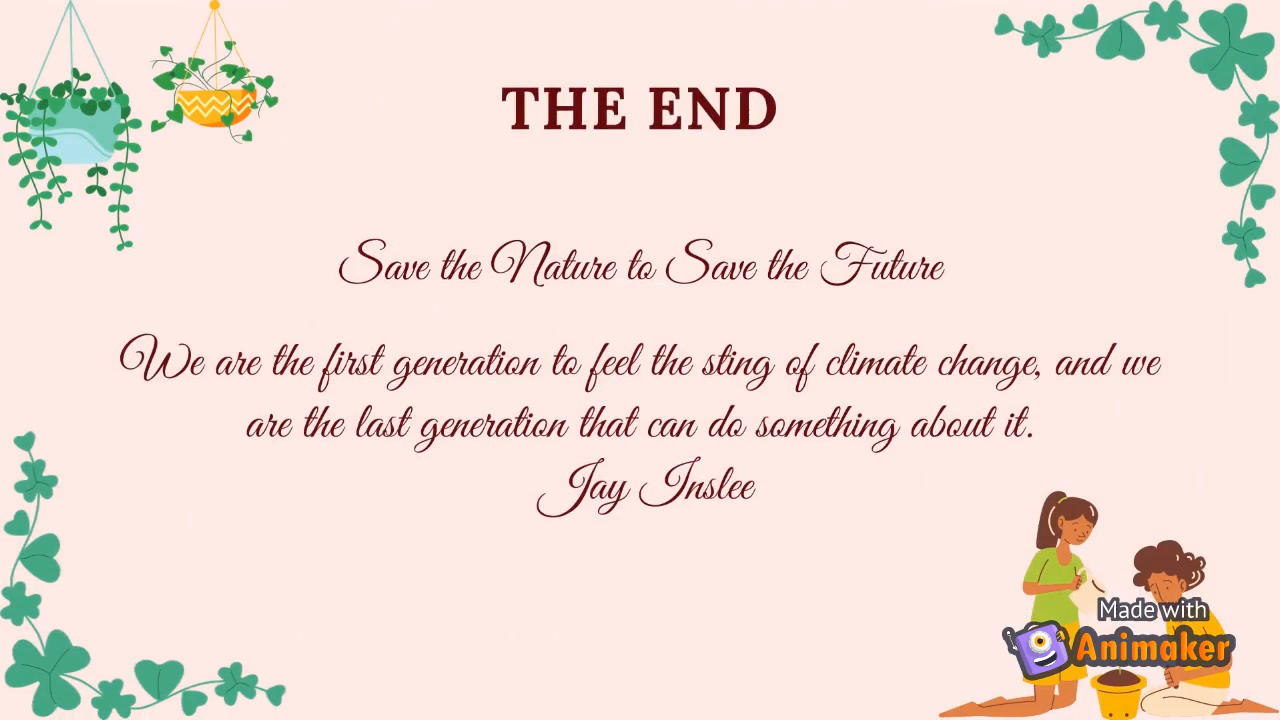 THE END
Save the Nature to Save the Future
We are the first generation to feel the sting of climate change, and we
are the last generation that can do something about it.
Jay Inslee
Made with
Animaker